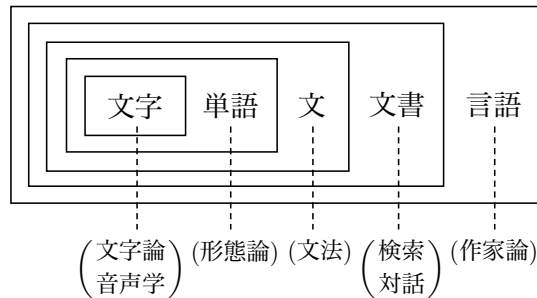 文字 単語 文 文書 言語
(文字論 音声学) (形態論) (文法) (検索 対話) (作家論)